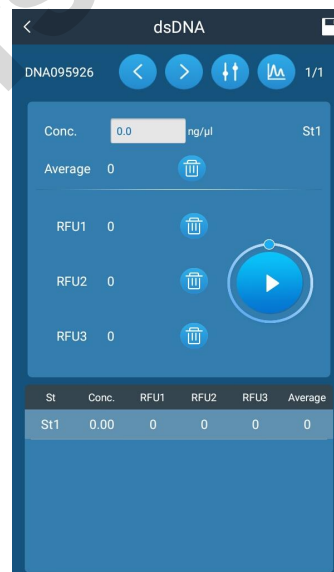 dsDNA
DNA095926 1/1
Conc. 0.0 ng/µl St1
Average 0
RFU1 0
RFU2 0
RFU3 0
St Conc. RFU1 RFU2 RFU3 Average
St1 0.00 0 0 0 0